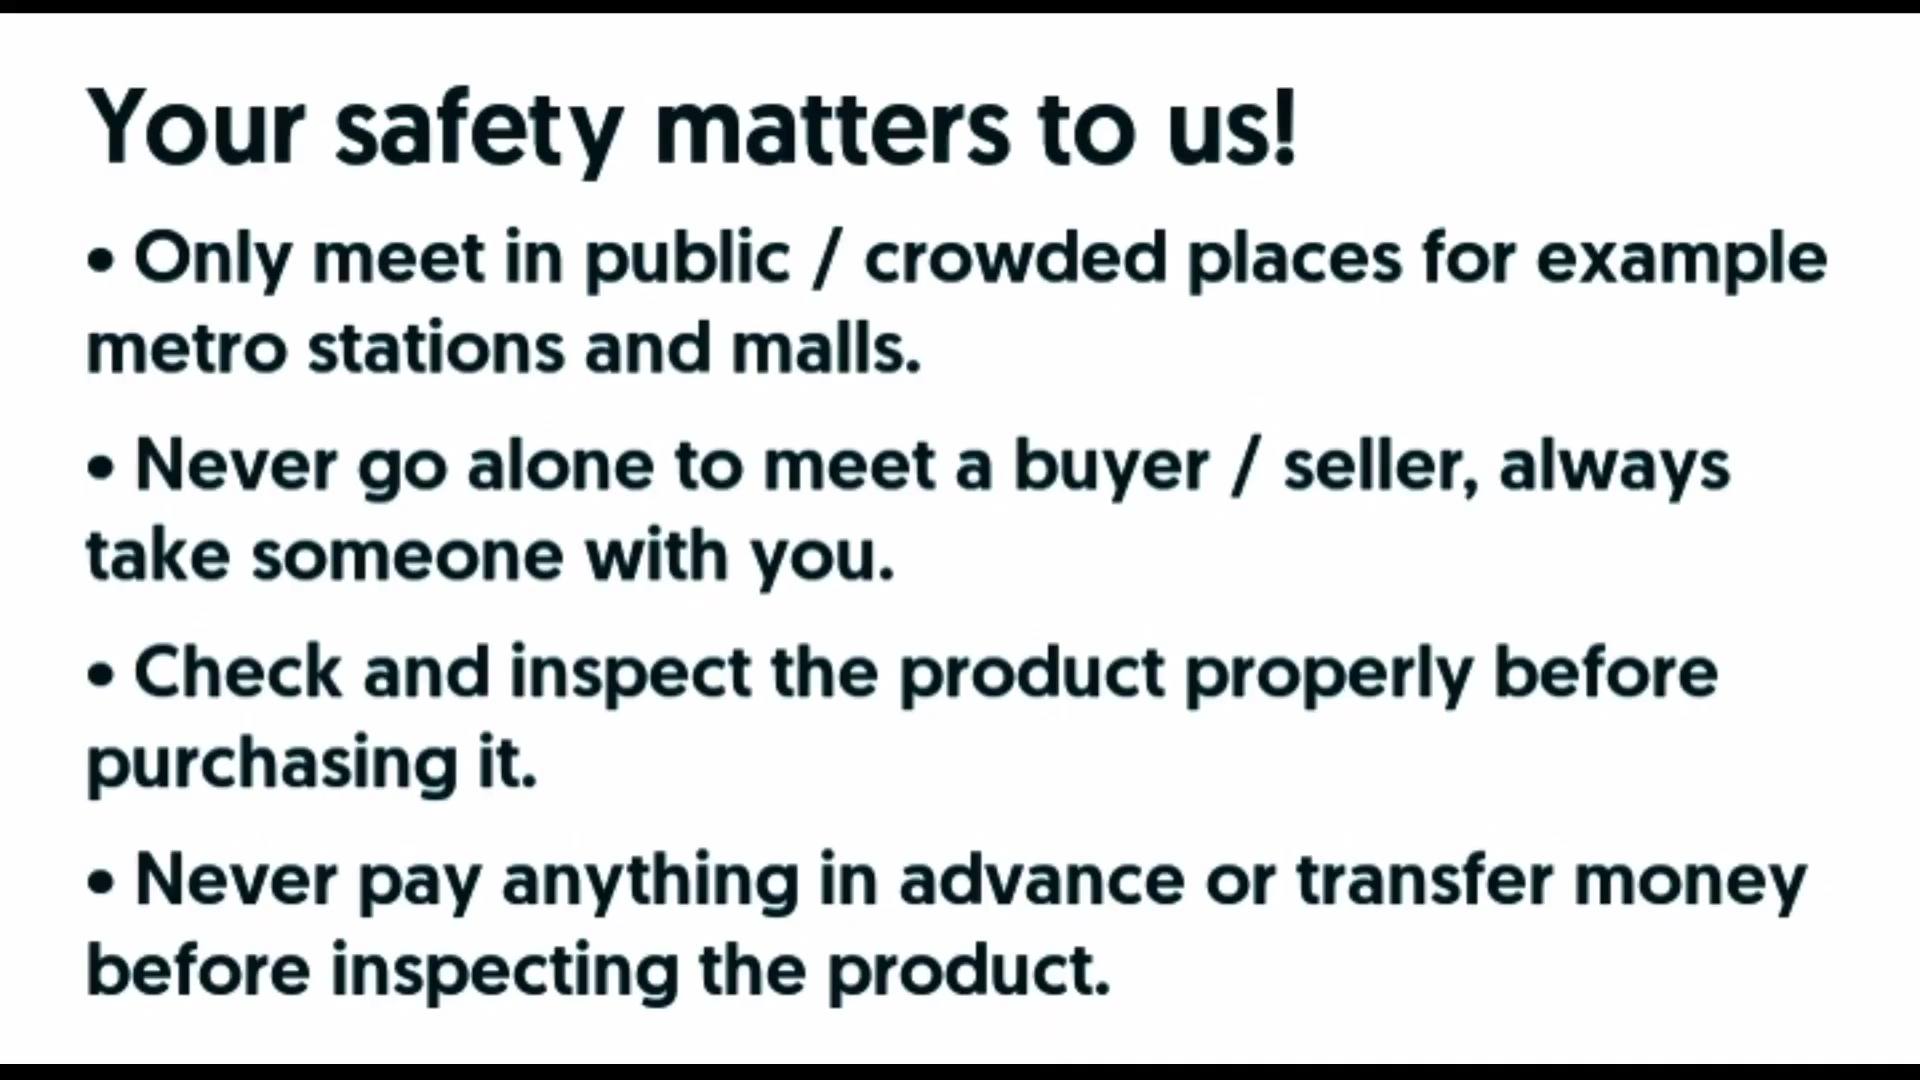 Your safety matters to us!
• Only meet in public / crowded places for example
metro stations and malls.
• Never go alone to meet a buyer / seller, always
take someone with you.
• Check and inspect the product properly before
purchasing it.
• Never pay anything in advance or transfer money
before inspecting the product.